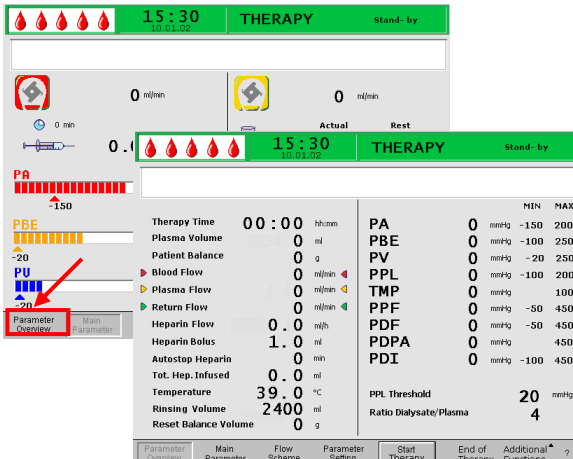 15:30
10.01.02
THERAPY
Stand- by
0 ml/min
0 ml/min
0 min
Actual Rest
0.
PA
-150
PBE
-20
PV
-20
Parameter
Overview
Main
Parameter
15:30
10.01.02
THERAPY
Stand- by
MIN MAX
Therapy Time 00:00 hh:mm
Plasma Volume 0 ml
Patient Balance 0 g
Blood Flow 0 ml/min
Plasma Flow 0 ml/min
Return Flow 0 ml/min
Heparin Flow 0.0 ml/h
Heparin Bolus 1.0 ml
Autostop Heparin 0 min
Tot. Hep. Infused 0.0 ml
Temperature 39.0 °C
Rinsing Volume 2400 ml
Reset Balance Volume 0 g
PA 0 mmHg -150 200
PBE 0 mmHg -100 250
PV 0 mmHg -20 250
PPL 0 mmHg -100 200
TMP 0 mmHg 100
PPF 0 mmHg -50 450
PDF 0 mmHg -50 450
PDPA 0 mmHg 450
PDI 0 mmHg -100 450
PPL Threshold 20 mmHg
Ratio Dialysate/Plasma 4
Parameter
Overview
Main
Parameter
Flow
Scheme
Parameter
Setting
Start
Therapy
End of
Therapy
Additional
Functions
?